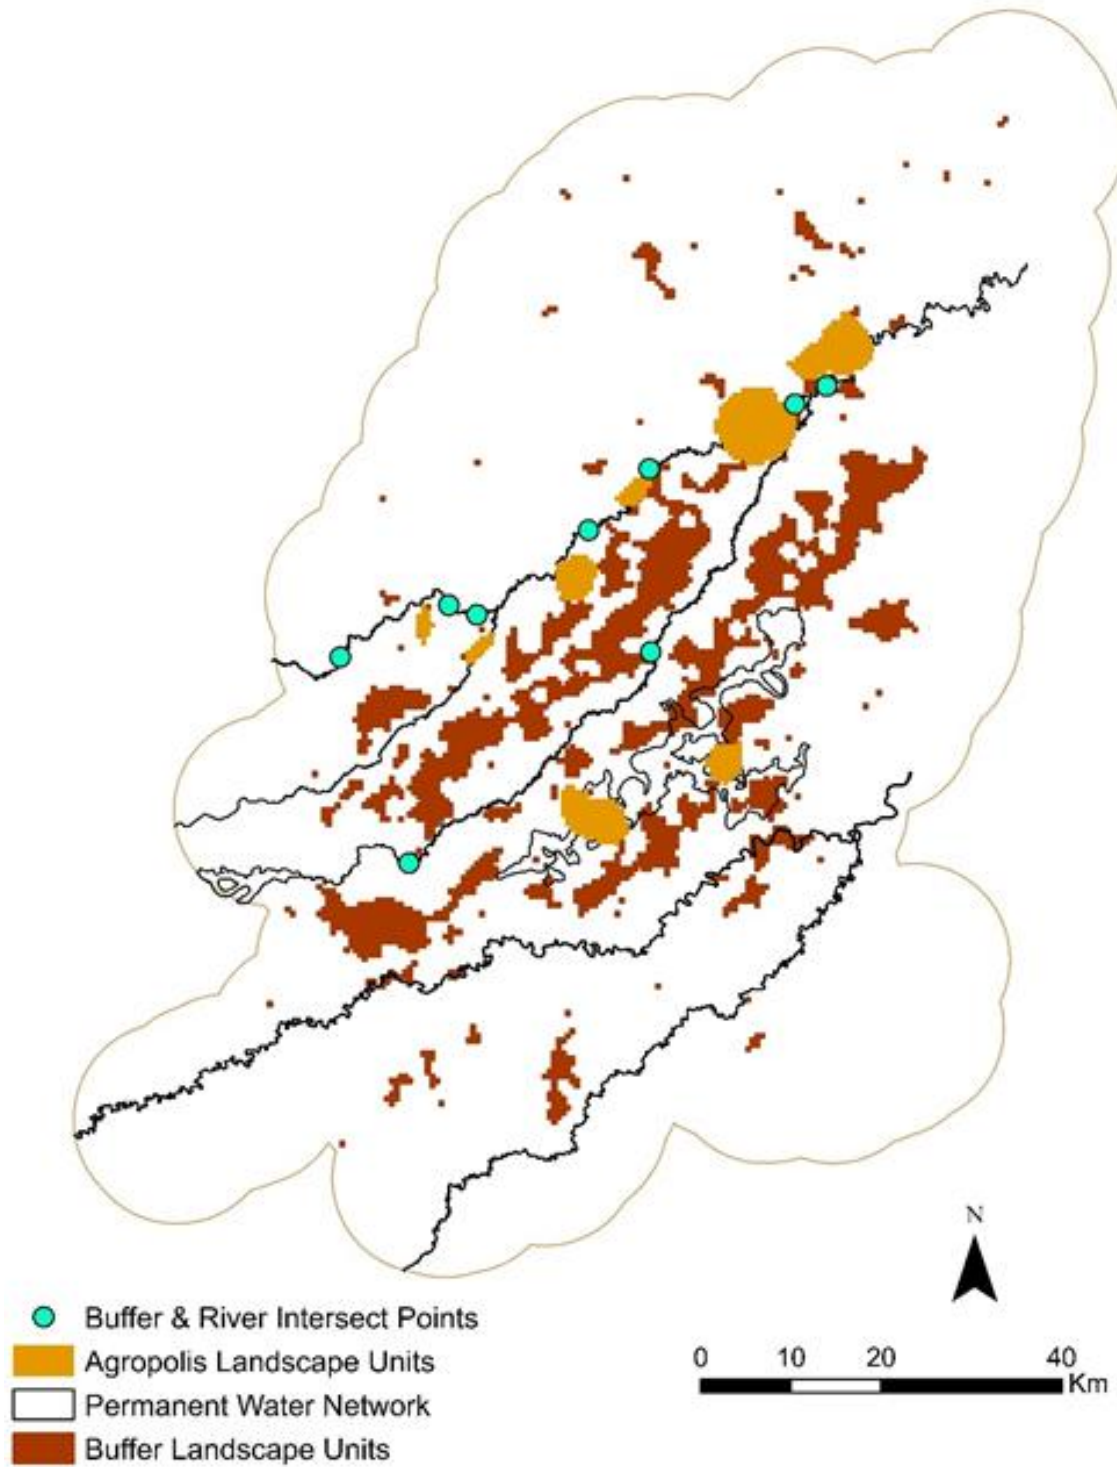 N
Buffer & River Intersect Points
Agropolis Landscape Units
Permanent Water Network
Buffer Landscape Units
0 10 20 40
Km